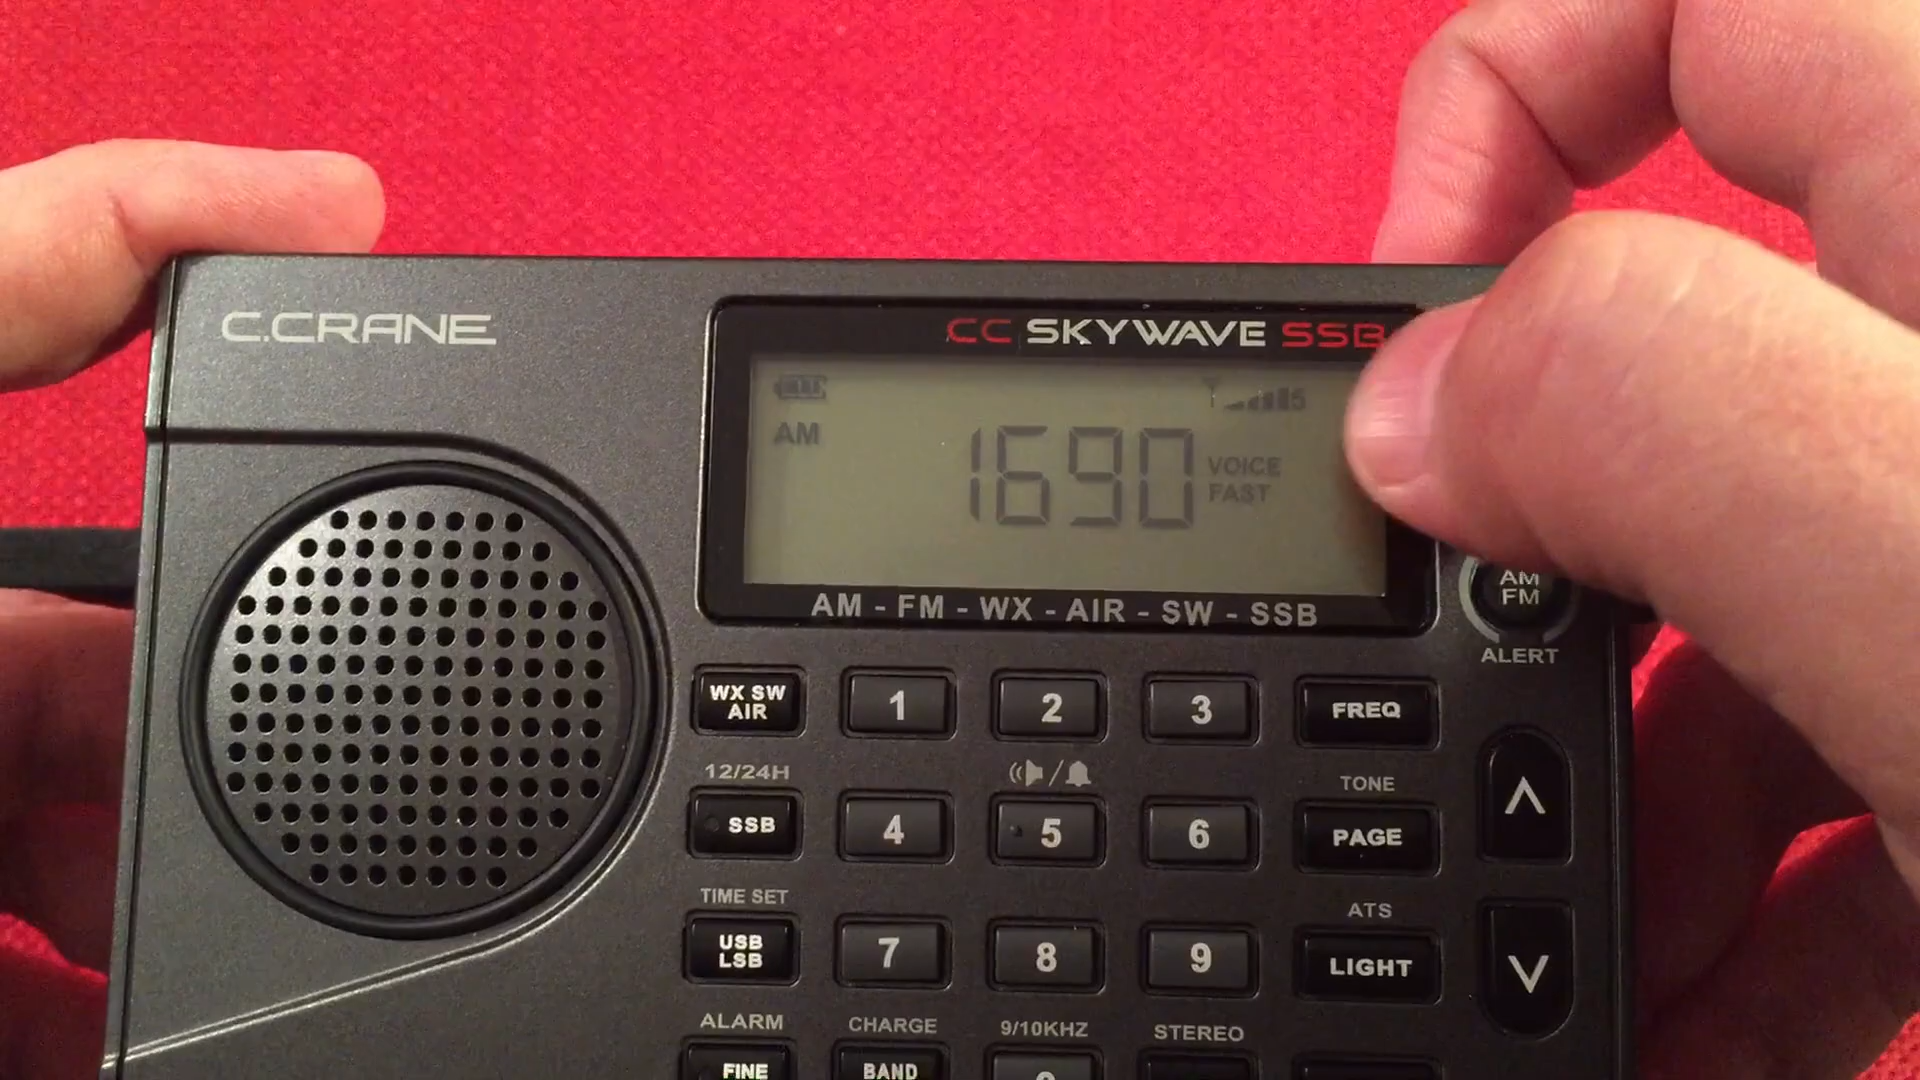 C.CRANE
CC SKYWAVE SSB
5
AM
1690
VOICE
FAST
AM - FM - WX - AIR - SW - SSB
AM
FM
ALERT
WX SW
AIR
1
2
3
FREQ
12/24H
TONE
SSB
4
5
6
PAGE
TIME SET
ATS
USB
LSB
7
8
9
LIGHT
ALARM
CHARGE
9/10KHZ
STEREO
FINE
BAND